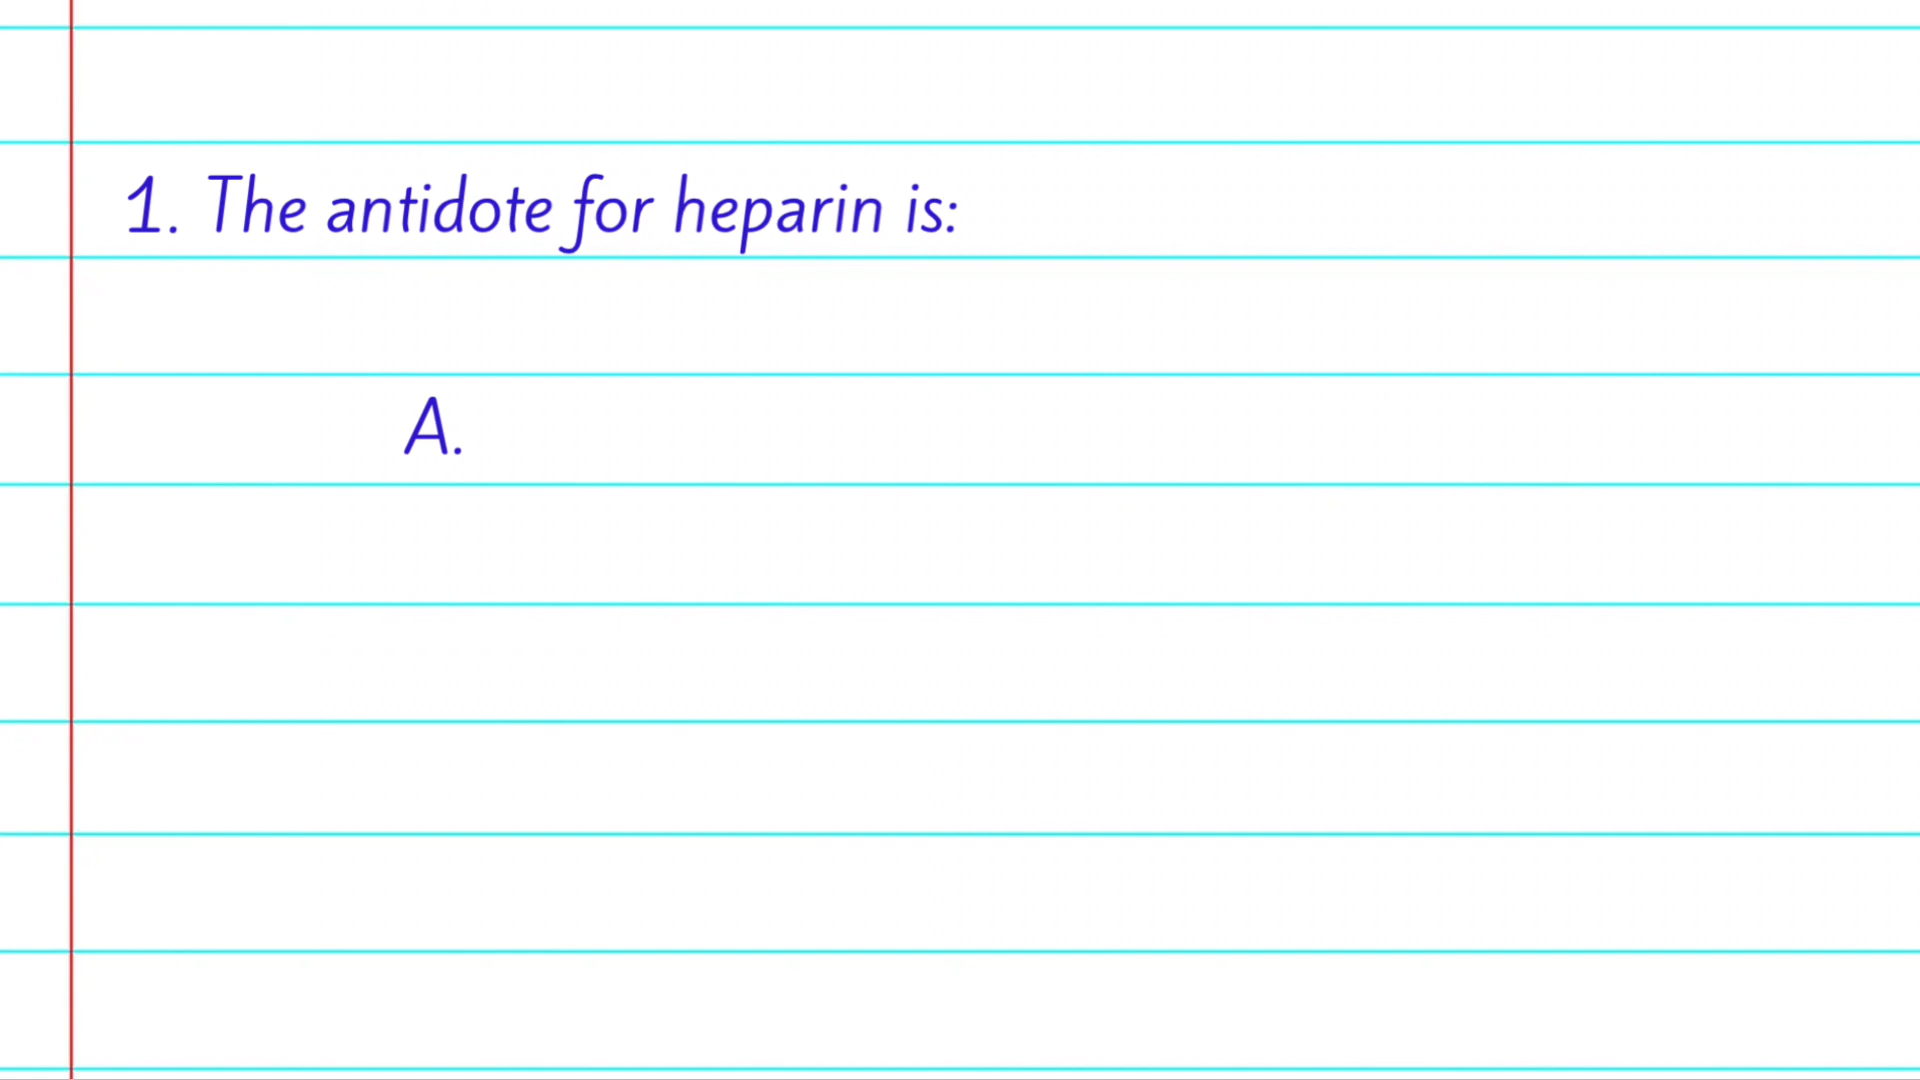 1. The antidote for heparin is:
A.